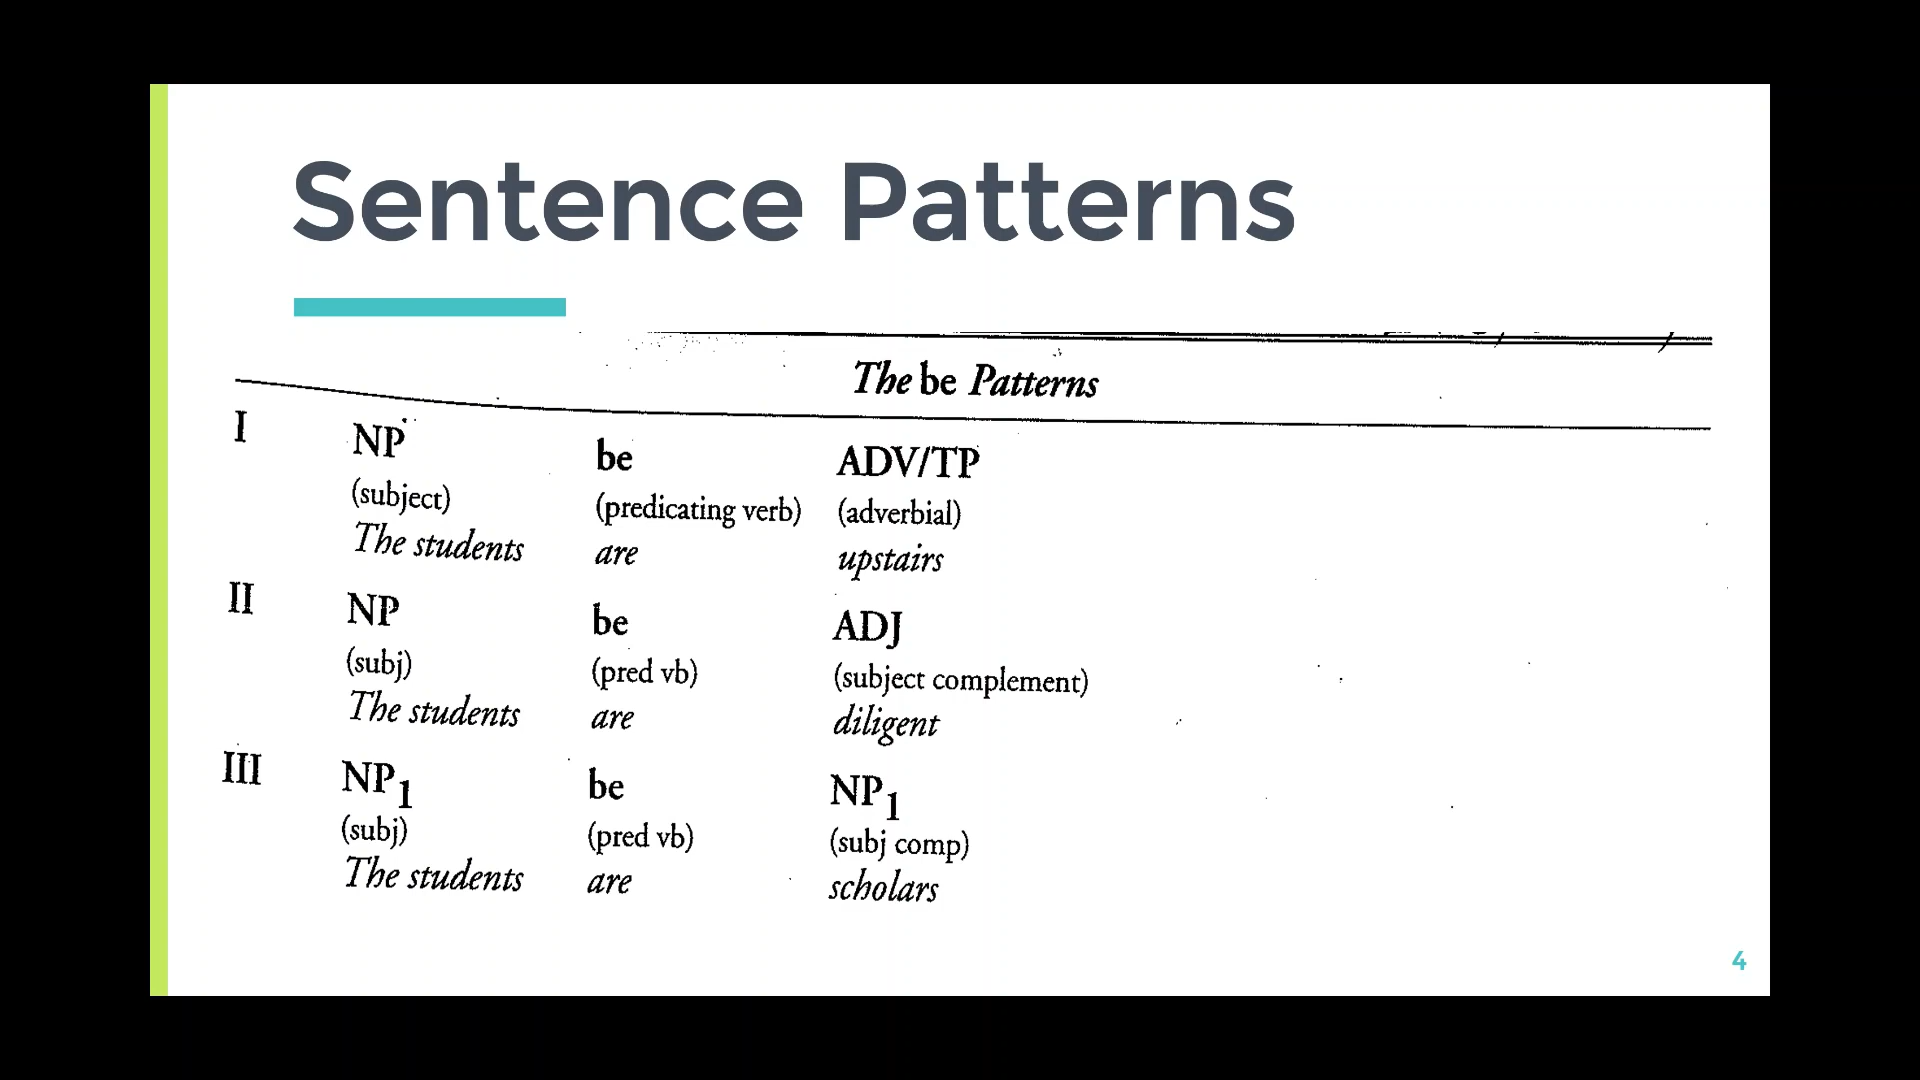 Sentence Patterns
The be Patterns
I NP be ADV/TP
(subject) (predicating verb) (adverbial)
The students are upstairs
II NP be ADJ
(subj) (pred vb) (subject complement)
The students are diligent
III NP1 be NP1
(subj) (pred vb) (subj comp)
The students are scholars
4